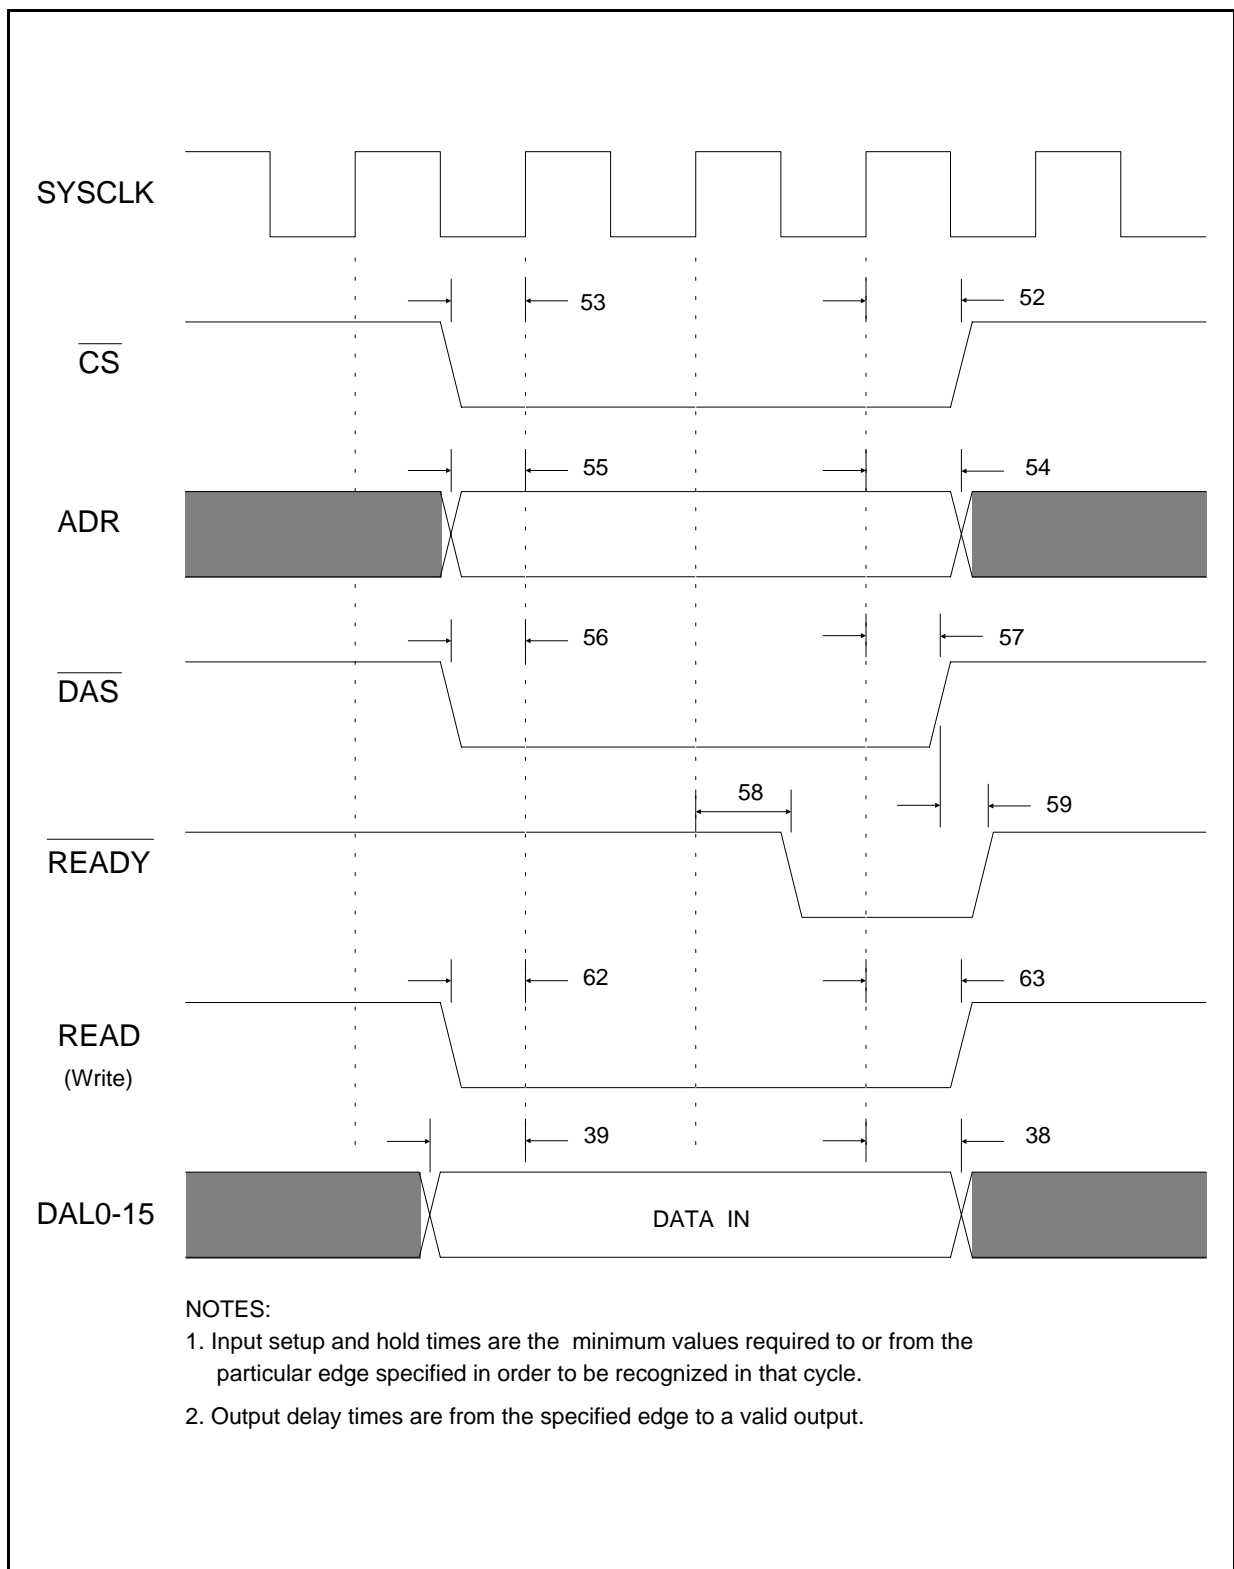 SYSCLK
53
52
CS
55
54
ADR
56
57
DAS
58
59
READY
62
63
READ
(Write)
39
38
DAL0-15
DATA IN
NOTES:
1. Input setup and hold times are the minimum values required to or from the
particular edge specified in order to be recognized in that cycle.
2. Output delay times are from the specified edge to a valid output.